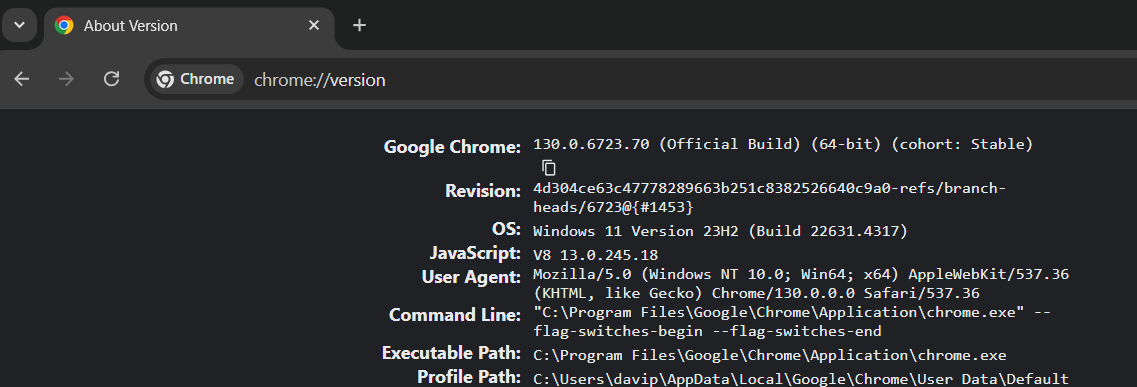 About Version
Chrome chrome://version
Google Chrome: 130.0.6723.70 (Official Build) (64-bit) (cohort: Stable)
Revision: 4d304ce63c47778289663b251c8382526640c9a0-refs/branch-
heads/6723@{#1453}
OS: Windows 11 Version 23H2 (Build 22631.4317)
JavaScript: V8 13.0.245.18
User Agent: Mozilla/5.0 (Windows NT 10.0; Win64; x64) AppleWebKit/537.36
(KHTML, like Gecko) Chrome/130.0.0.0 Safari/537.36
Command Line: "C:\Program Files\Google\Chrome\Application\chrome.exe" --
flag-switches-begin --flag-switches-end
Executable Path: C:\Program Files\Google\Chrome\Application\chrome.exe
Profile Path: C:\Users\davip\AppData\Local\Google\Chrome\User Data\Default